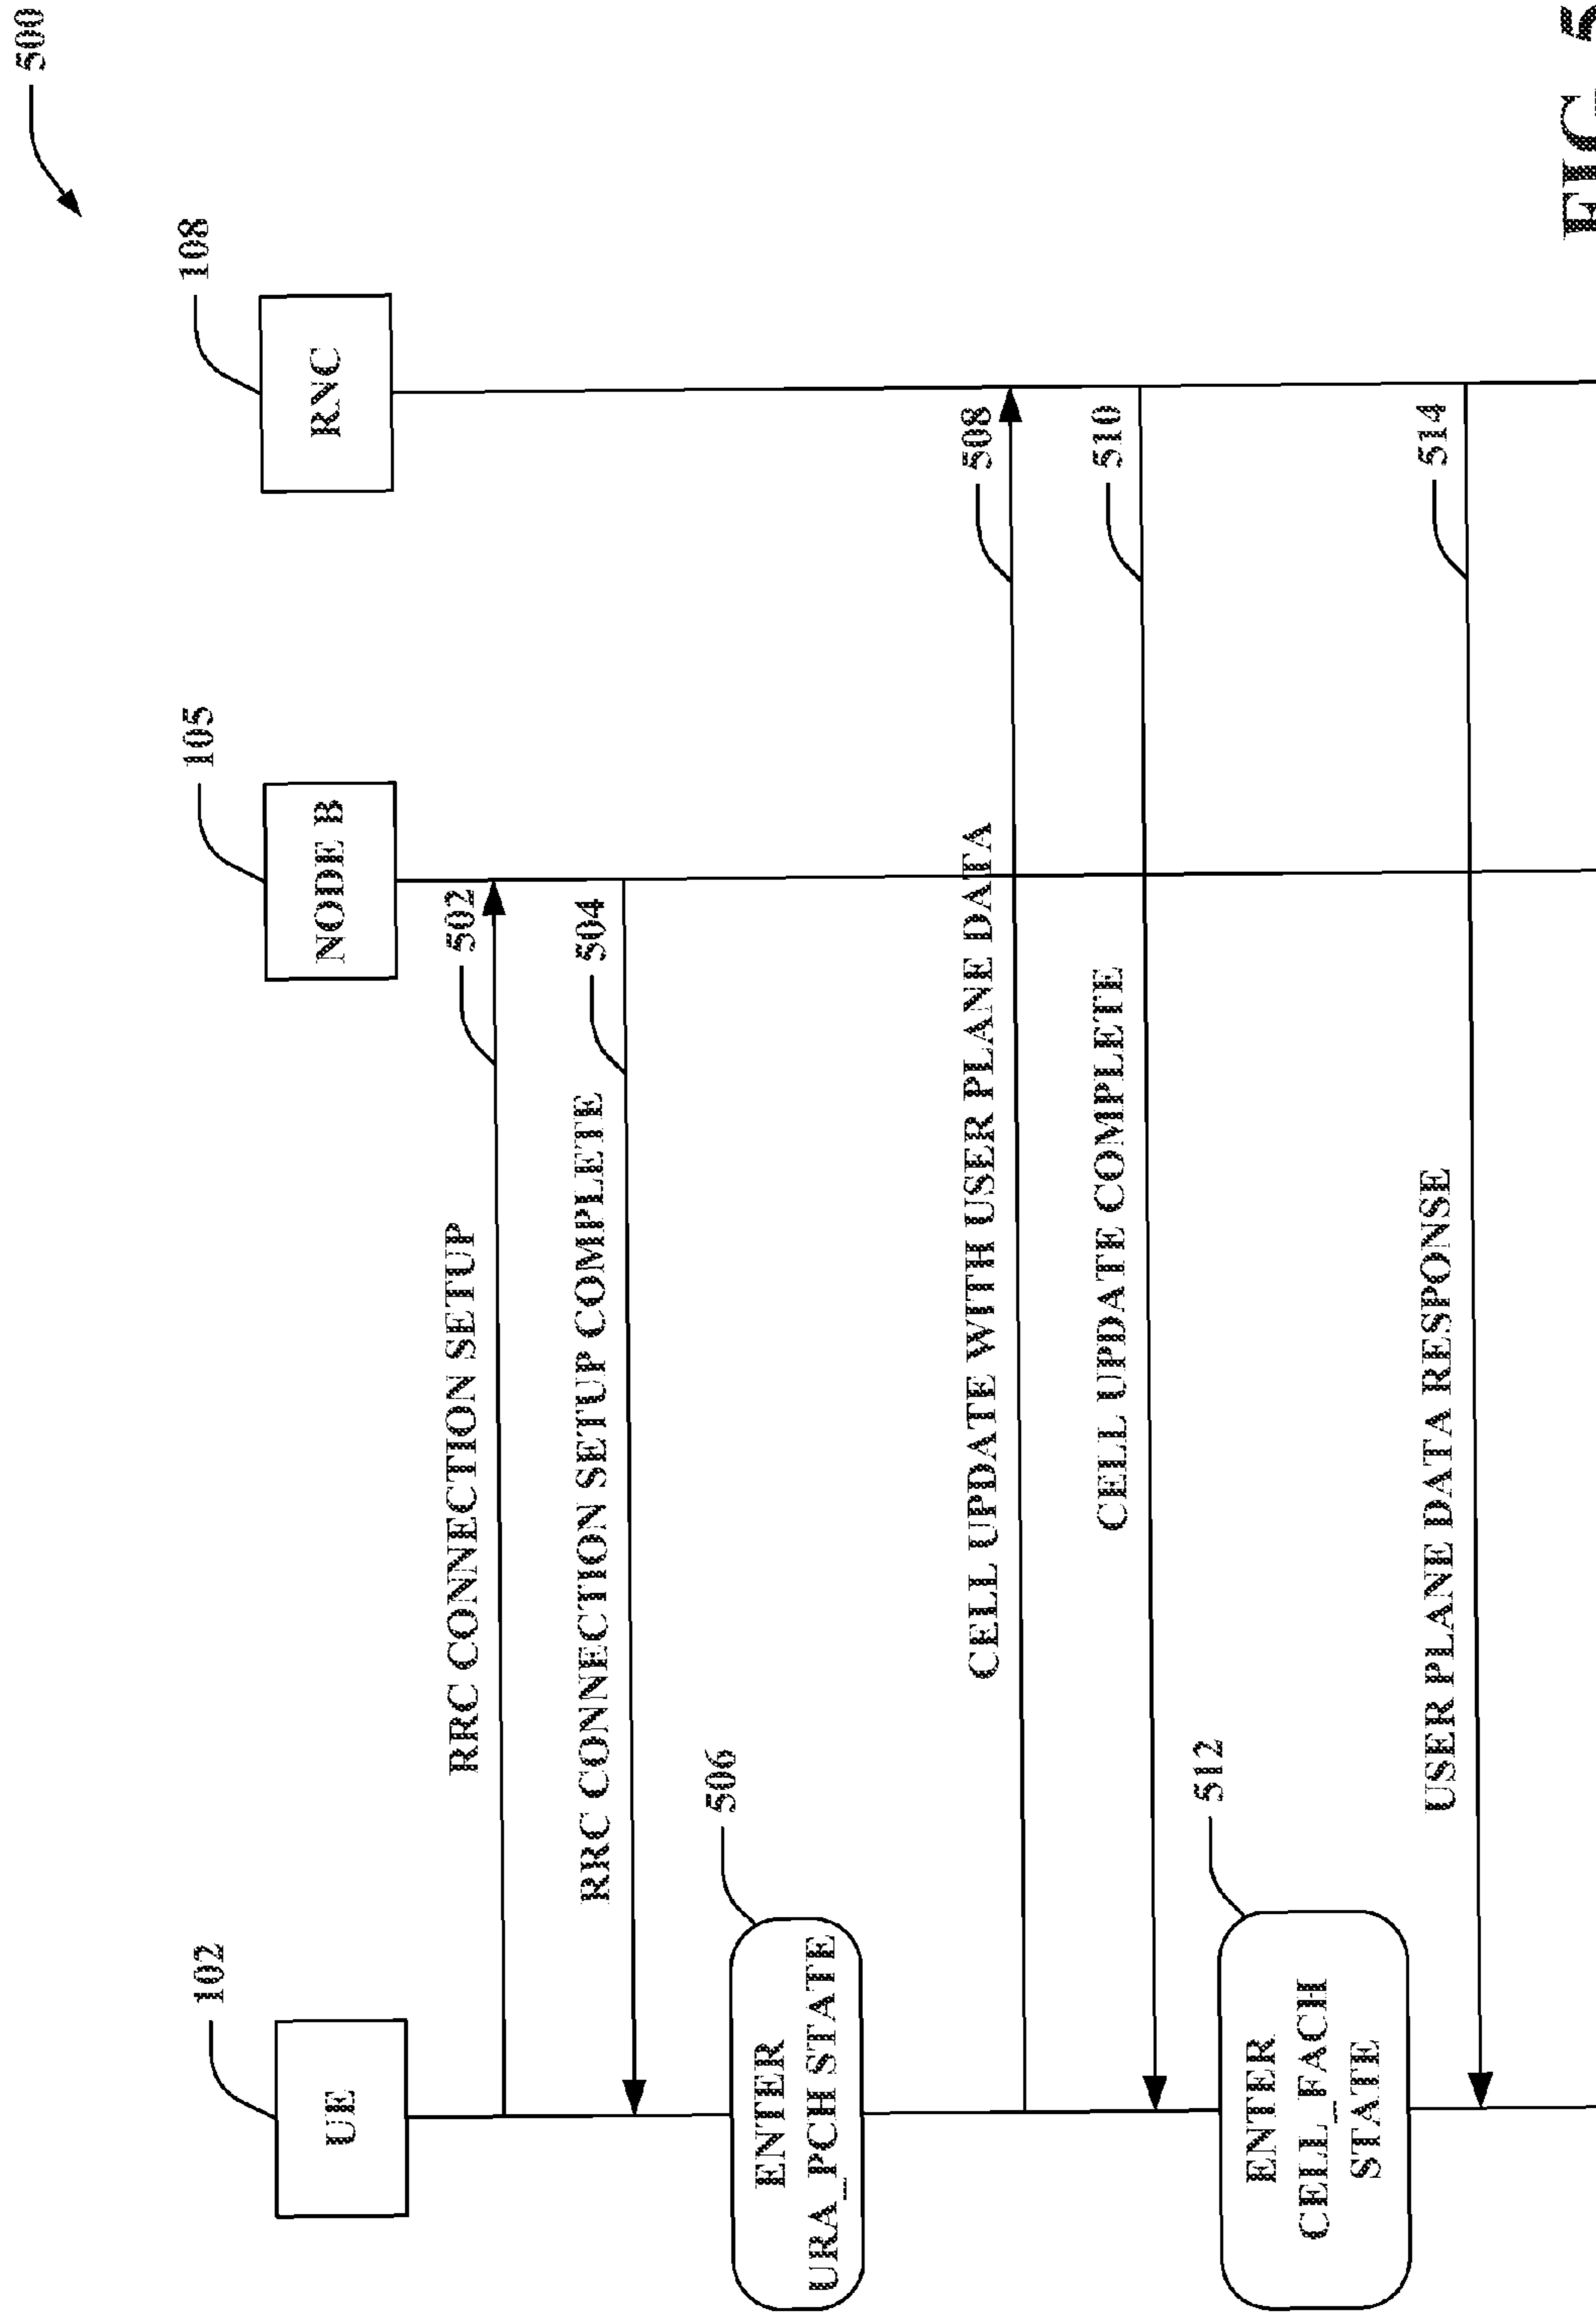 500
102
105
108
UE
NODE B
RNC
RRC CONNECTION SETUP
502
RRC CONNECTION SETUP COMPLETE
504
506
ENTER
URA_PCH STATE
CELL UPDATE WITH USER PLANE DATA
508
CELL UPDATE COMPLETE
510
512
ENTER
CELL_FACH
STATE
USER PLANE DATA RESPONSE
514
FIG. 5